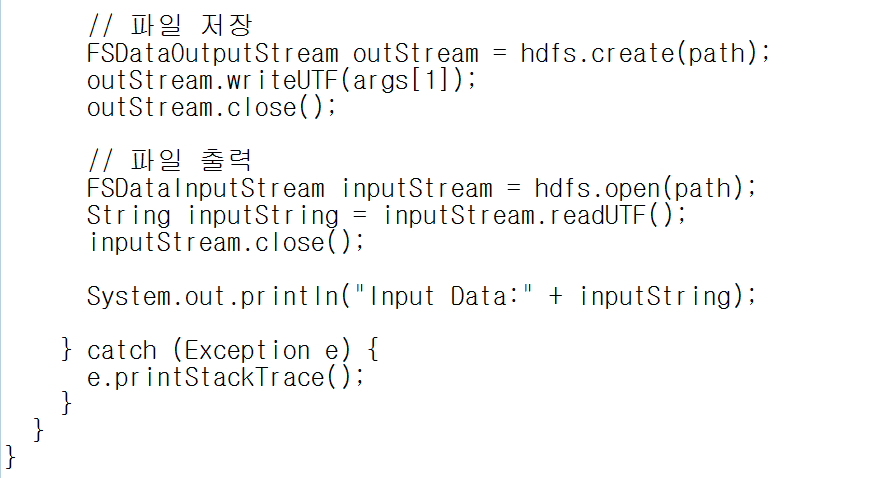 // 파일 저장
FSDataOutputStream outStream = hdfs.create(path);
outStream.writeUTF(args[1]);
outStream.close();
// 파일 출력
FSDataInputStream inputStream = hdfs.open(path);
String inputString = inputStream.readUTF();
inputStream.close();
System.out.println("Input Data:" + inputString);
} catch (Exception e) {
e.printStackTrace();
}
}
}